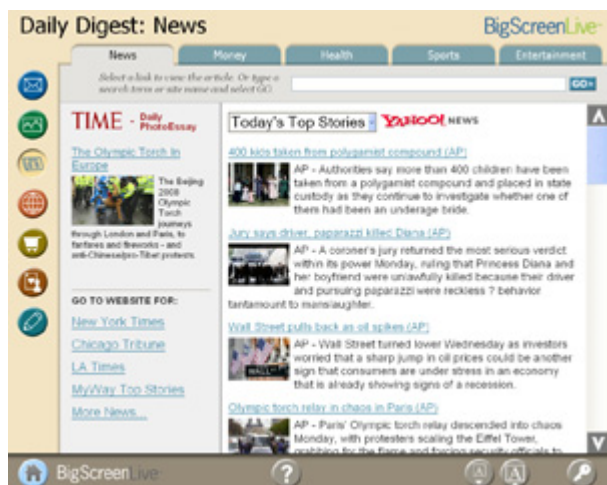 Daily Digest: News
BigScreenLive
News
Money
Health
Sports
Entertainment
Select a link to view the article. Or type a
search term or site name and select GO.
GO
TIME - Daily
PhotoEssay
The Olympic Torch In
Europe
The Beijing
2008
Olympic
Torch
journeys
through London and Paris, to
fanfares and fireworks - and
anti-Chinese/pro-Tibet protests.
GO TO WEBSITE FOR:
New York Times
Chicago Tribune
LA Times
MyWay Top Stories
More News...
Today's Top Stories
YAHOO! NEWS
400 kids taken from polygamist compound (AP)
AP - Authorities say more than 400 children have been
taken from a polygamist compound and placed in state
custody as they continue to investigate whether one of
them had been an underage bride.
Jury says driver, paparazzi killed Diana (AP)
AP - A coroner's jury returned the most serious verdict
within its power Monday, ruling that Princess Diana and
her boyfriend were unlawfully killed because their driver
and pursuing paparazzi were reckless ? behavior
tantamount to manslaughter.
Wall Street pulls back as oil spikes (AP)
WALL
AP - Wall Street turned lower Wednesday as investors
worried that a sharp jump in oil prices could be another
sign that consumers are under stress in an economy
that is already showing signs of a recession.
Olympic torch relay in chaos in Paris (AP)
AP - Paris' Olympic torch relay descended into chaos
Monday, with protesters scaling the Eiffel Tower,
grabbing for the flame and forcing security officials to
BigScreenLive
?
A
A